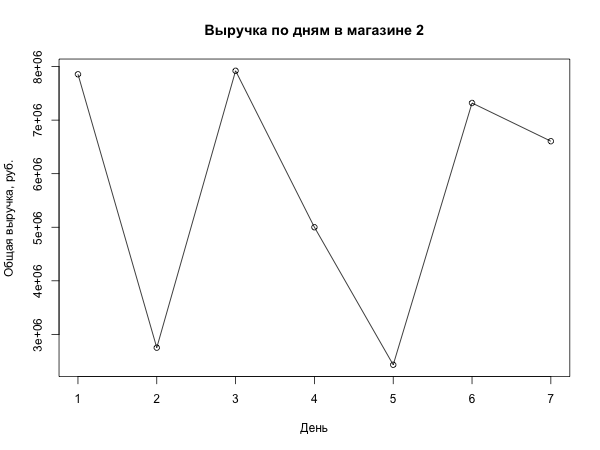 Выручка по дням в магазине 2
Общая выручка, руб.
8e+06
7e+06
6e+06
5e+06
4e+06
3e+06
1 2 3 4 5 6 7
День